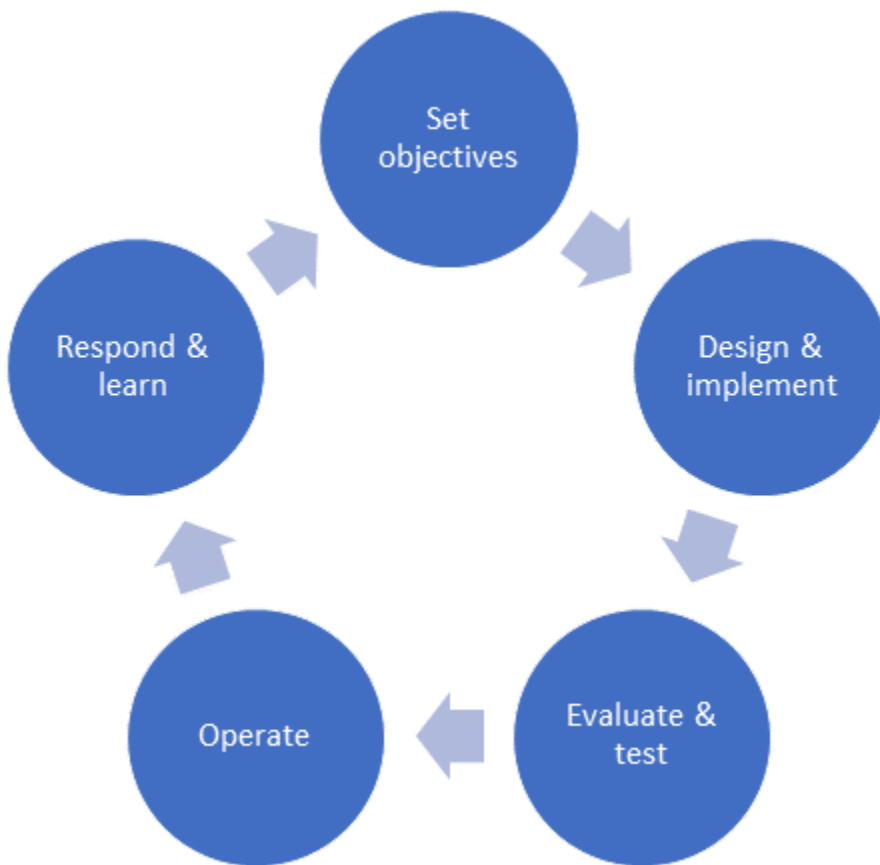 Set
objectives
Design &
implement
Evaluate &
test
Operate
Respond &
learn